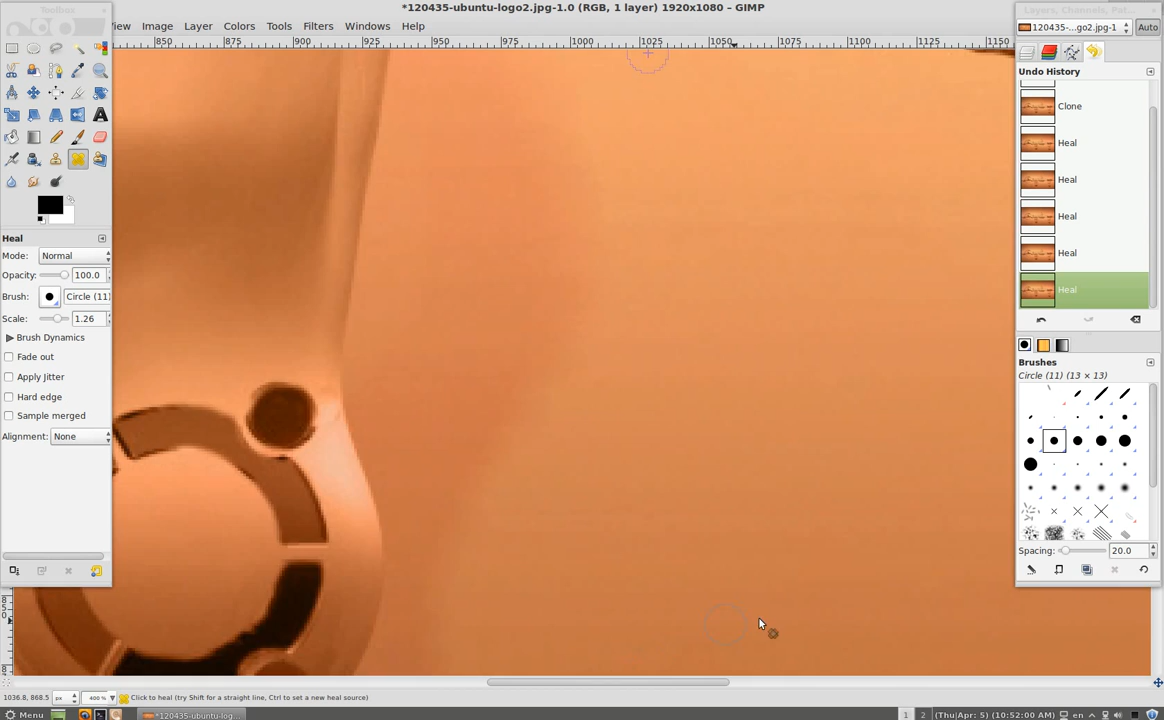 *120435-ubuntu-logo2.jpg-1.0 (RGB, 1 layer) 1920x1080 – GIMP
Toolbox
View Image Layer Colors Tools Filters Windows Help
850 875 900 925 950 975 1000 1025 1050 1075 1100 1125 1150
Layers, Channels, Pat...
120435-...go2.jpg-1 Auto
Undo History
Clone
Heal
Heal
Heal
Heal
Heal
Heal
Mode: Normal
Opacity: 100.0
Brush: Circle (11)
Scale: 1.26
Brush Dynamics
Fade out
Apply Jitter
Hard edge
Sample merged
Alignment: None
Brushes
Circle (11) (13 × 13)
Spacing: 20.0
1036.8, 868.5 px 400 % Click to heal (try Shift for a straight line, Ctrl to set a new heal source)
Menu *120435-ubuntu-log... 1 2 (Thu|Apr: 5) (10:52:00 AM) en